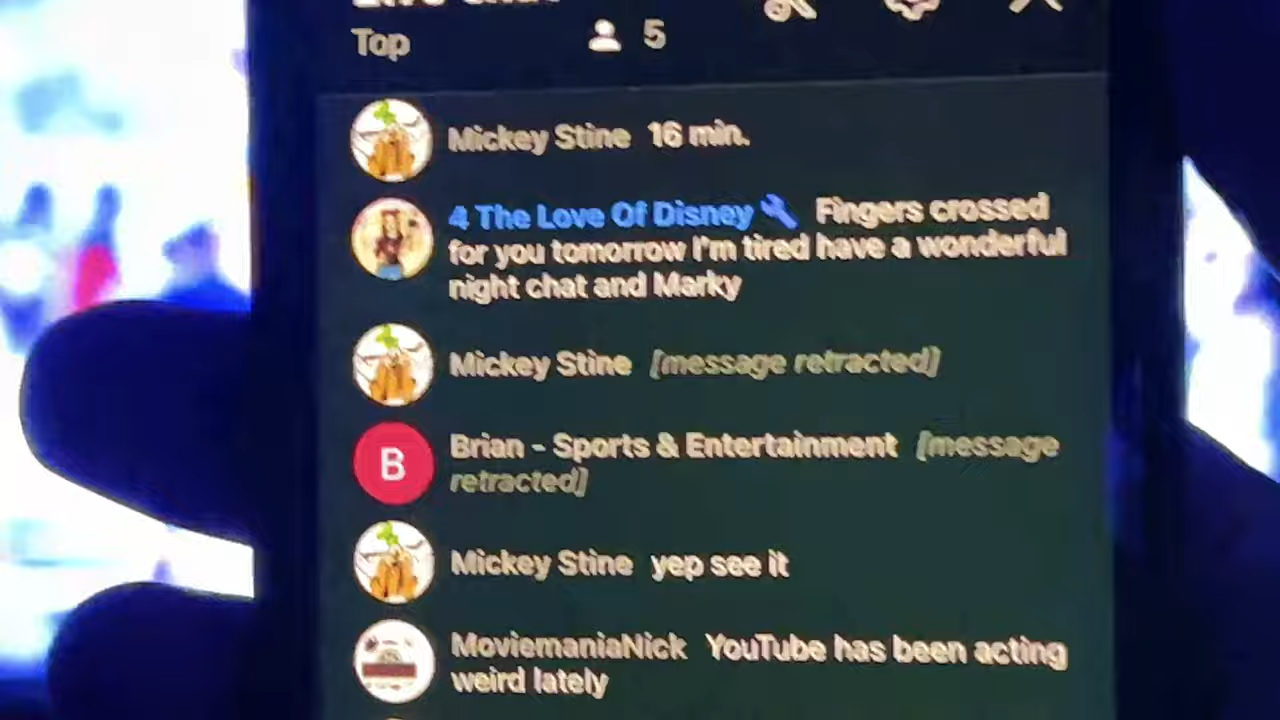 Top 5
Mickey Stine 16 min.
4 The Love Of Disney Fingers crossed
for you tomorrow I'm tired have a wonderful
night chat and Marky
Mickey Stine [message retracted]
B Brian - Sports & Entertainment [message
retracted]
Mickey Stine yep see it
MoviemaniaNick YouTube has been acting
weird lately